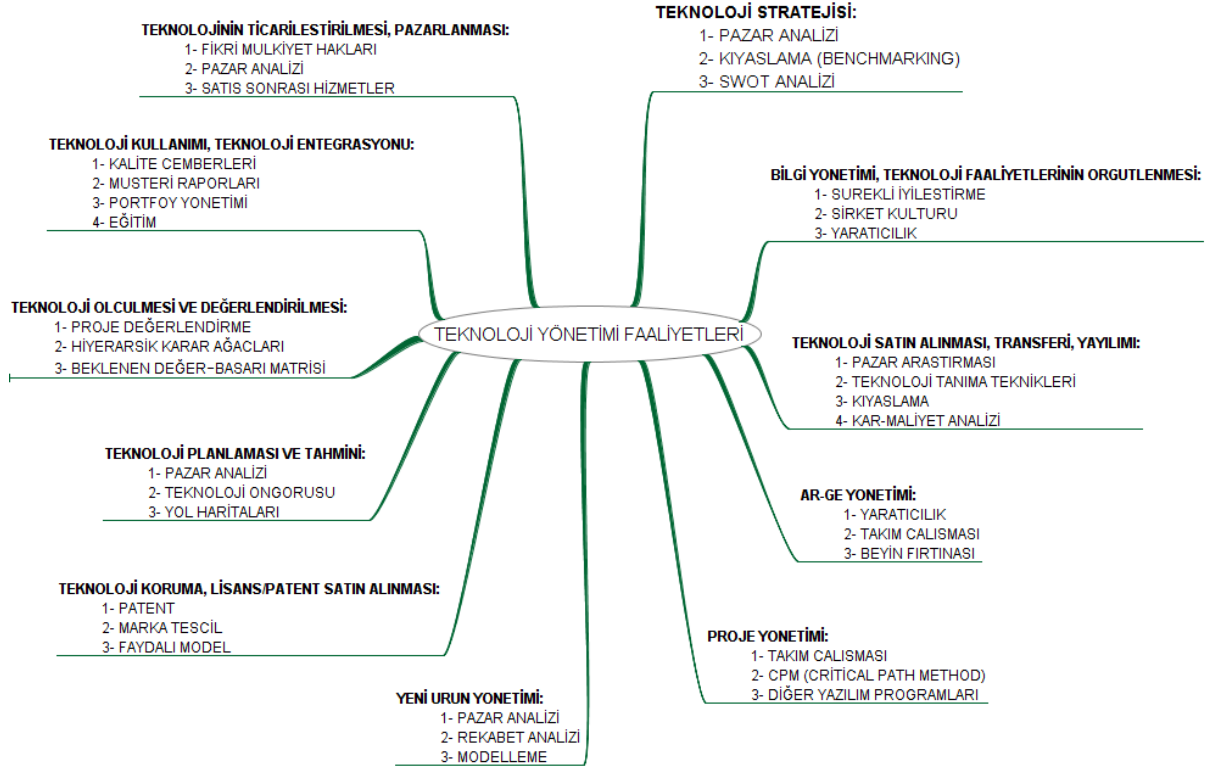 TEKNOLOJİ STRATEJİSİ:
1- PAZAR ANALİZİ
2- KIYASLAMA (BENCHMARKING)
3- SWOT ANALİZİ
BİLGİ YONETİMİ, TEKNOLOJİ FAALİYETLERİNİN ORGUTLENMESİ:
1- SUREKLİ İYİLESTİRME
2- SİRKET KULTURU
3- YARATICILIK
TEKNOLOJİ SATIN ALINMASI, TRANSFERİ, YAYILIMI:
1- PAZAR ARASTIRMASI
2- TEKNOLOJİ TANIMA TEKNİKLERİ
3- KIYASLAMA
4- KAR-MALİYET ANALİZİ
AR-GE YONETİMİ:
1- YARATICILIK
2- TAKIM CALISMASI
3- BEYİN FIRTINASI
PROJE YONETİMİ:
1- TAKIM CALISMASI
2- CPM (CRİTİCAL PATH METHOD)
3- DİĞER YAZILIM PROGRAMLARI
YENİ URUN YONETİMİ:
1- PAZAR ANALİZİ
2- REKABET ANALİZİ
3- MODELLEME
TEKNOLOJİ KORUMA, LİSANS/PATENT SATIN ALINMASI:
1- PATENT
2- MARKA TESCİL
3- FAYDALI MODEL
TEKNOLOJİ PLANLAMASI VE TAHMİNİ:
1- PAZAR ANALİZİ
2- TEKNOLOJİ ONGORUSU
3- YOL HARİTALARI
TEKNOLOJİ OLCULMESİ VE DEĞERLENDİRİLMESİ:
1- PROJE DEĞERLENDİRME
2- HİYERARSİK KARAR AĞACLARI
3- BEKLENEN DEĞER-BASARI MATRİSİ
TEKNOLOJİ KULLANIMI, TEKNOLOJİ ENTEGRASYONU:
1- KALİTE CEMBERLERİ
2- MUSTERİ RAPORLARI
3- PORTFOY YONETİMİ
4- EĞİTİM
TEKNOLOJİNİN TİCARİLESTİRİLMESİ, PAZARLANMASI:
1- FİKRİ MULKİYET HAKLARI
2- PAZAR ANALİZİ
3- SATIS SONRASI HİZMETLER
TEKNOLOJİ YÖNETİMİ FAALİYETLERİ